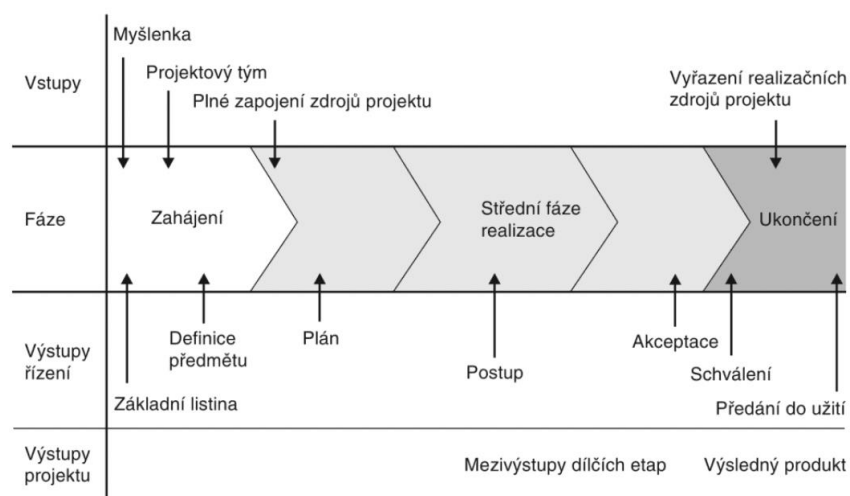 Vstupy
Myšlenka
Projektový tým
Plné zapojení zdrojů projektu
Vyřazení realizačních
zdrojů projektu
Fáze
Zahájení
Střední fáze
realizace
Ukončení
Výstupy
řízení
Základní listina
Definice
předmětu
Plán
Postup
Akceptace
Schválení
Předání do užití
Výstupy
projektu
Mezivýstupy dílčích etap
Výsledný produkt